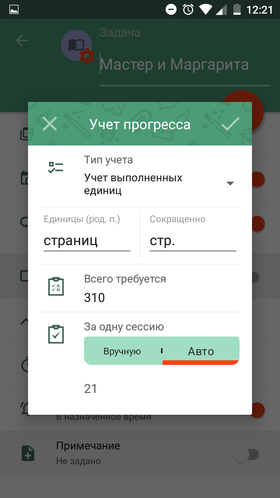 12:21
Задача
Мастер и Маргарита
Учет прогресса
Тип учета
Учет выполненных
единиц
Единицы (род. п.)
Сокращенно
страниц
стр.
Всего требуется
310
За одну сессию
Вручную
Авто
21
В назначенное время
Примечание
Не задано